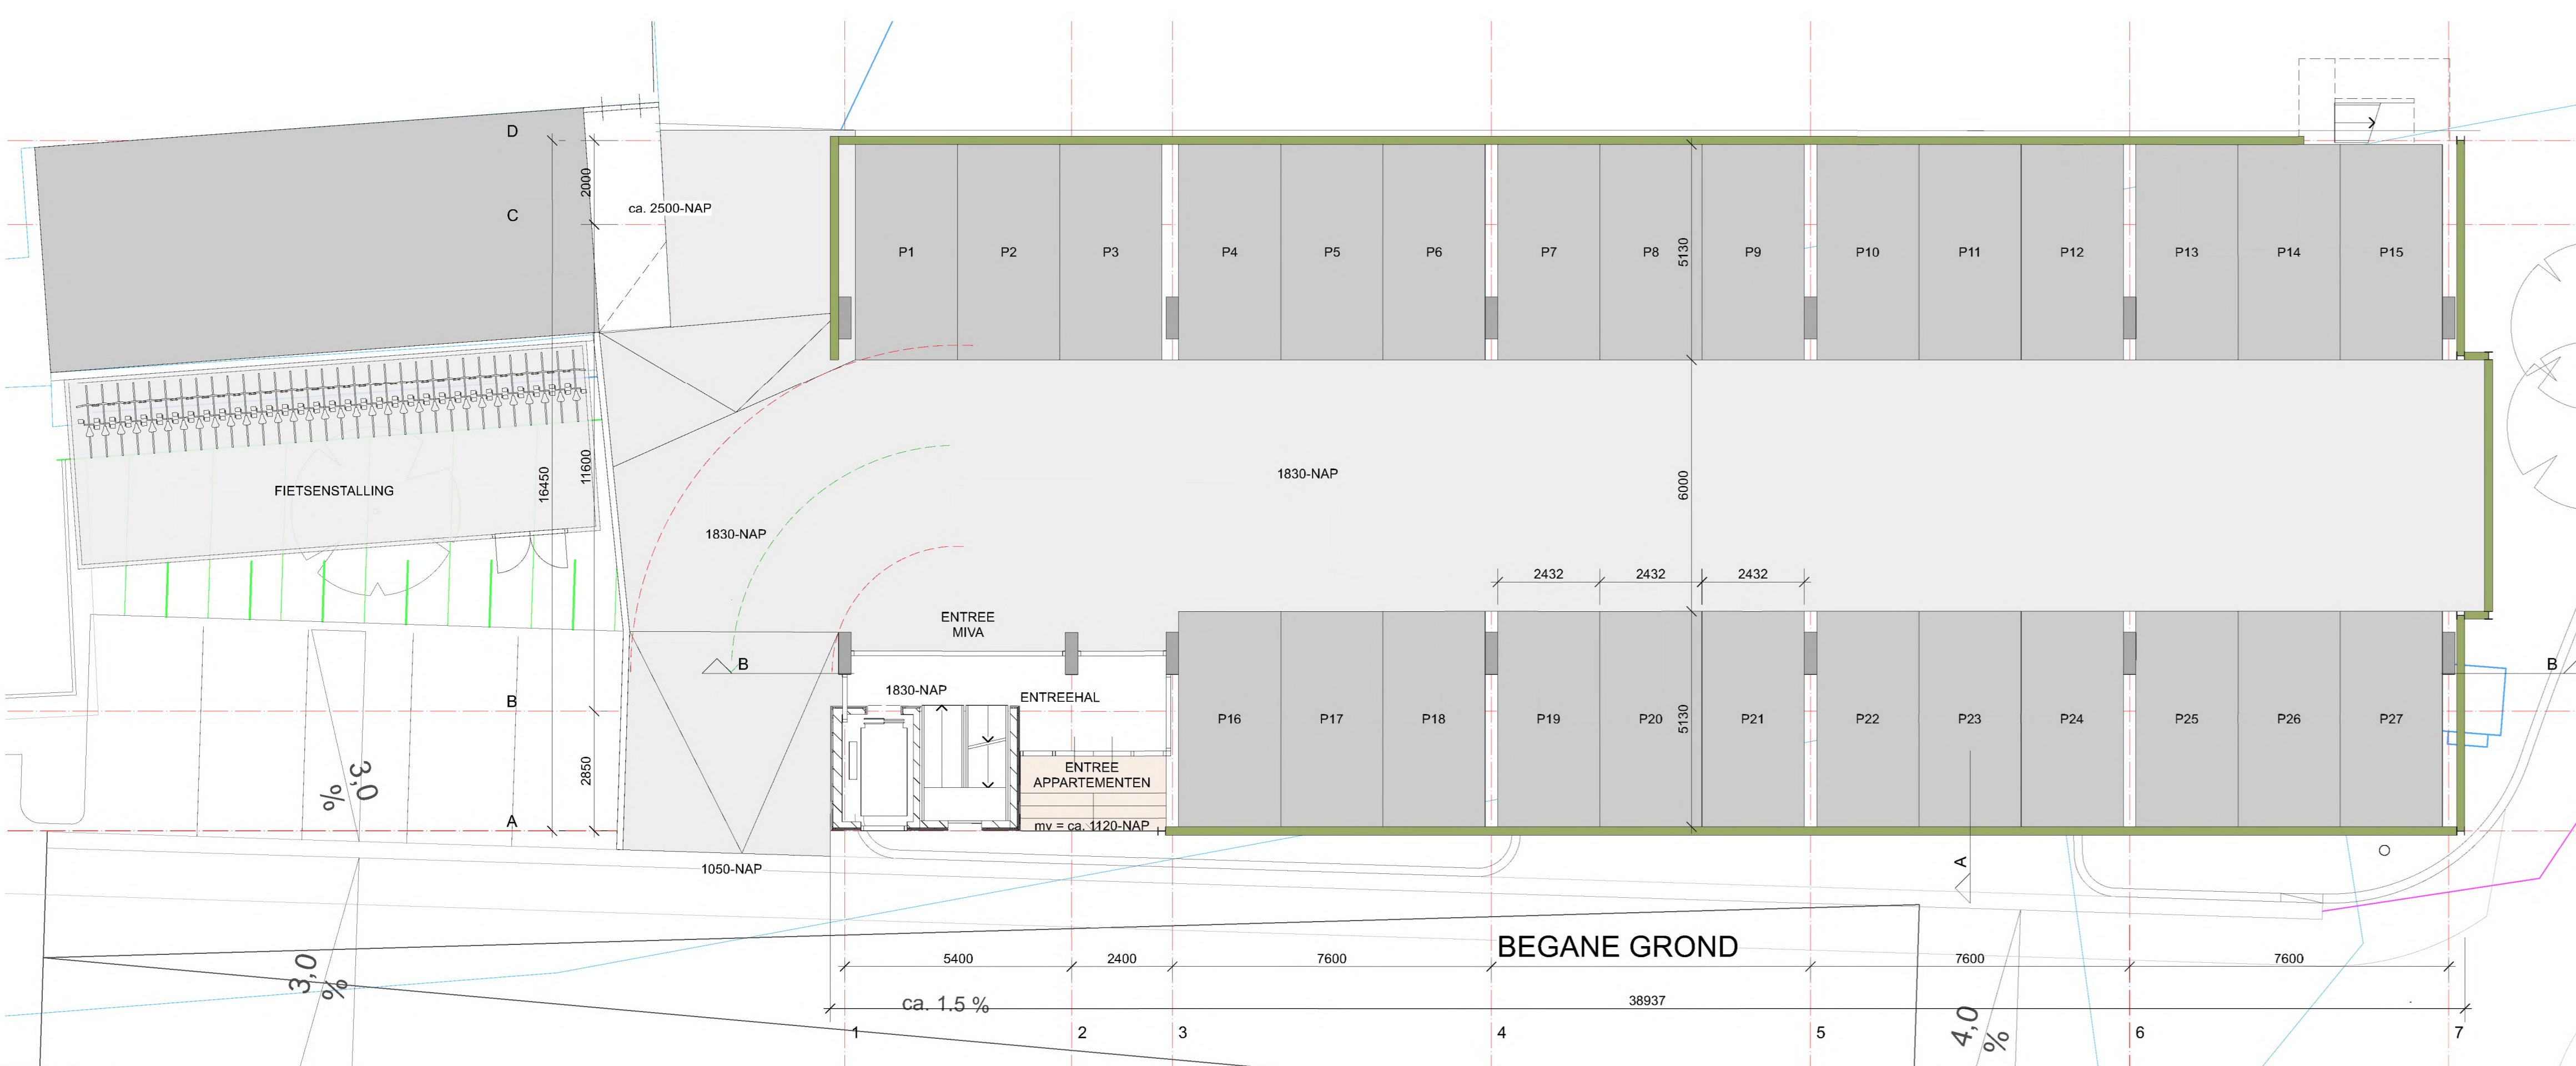 D
2000
C
ca. 2500-NAP
P1
P2
P3
P4
P5
P6
P7
P8
5130
P9
P10
P11
P12
P13
P14
P15
FIETSENSTALLING
16450
11600
1830-NAP
1830-NAP
6000
2432
2432
2432
ENTREE
MIVA
B
B
B
1830-NAP
ENTREEHAL
P16
P17
P18
P19
P20
5130
P21
P22
P23
P24
P25
P26
P27
2850
3,0
%
ENTREE
APPARTEMENTEN
A
mv = ca. 1120-NAP
1050-NAP
A
BEGANE GROND
3,0
%
5400
2400
7600
7600
7600
ca. 1.5 %
38937
4,0
%
1
2
3
4
5
6
7